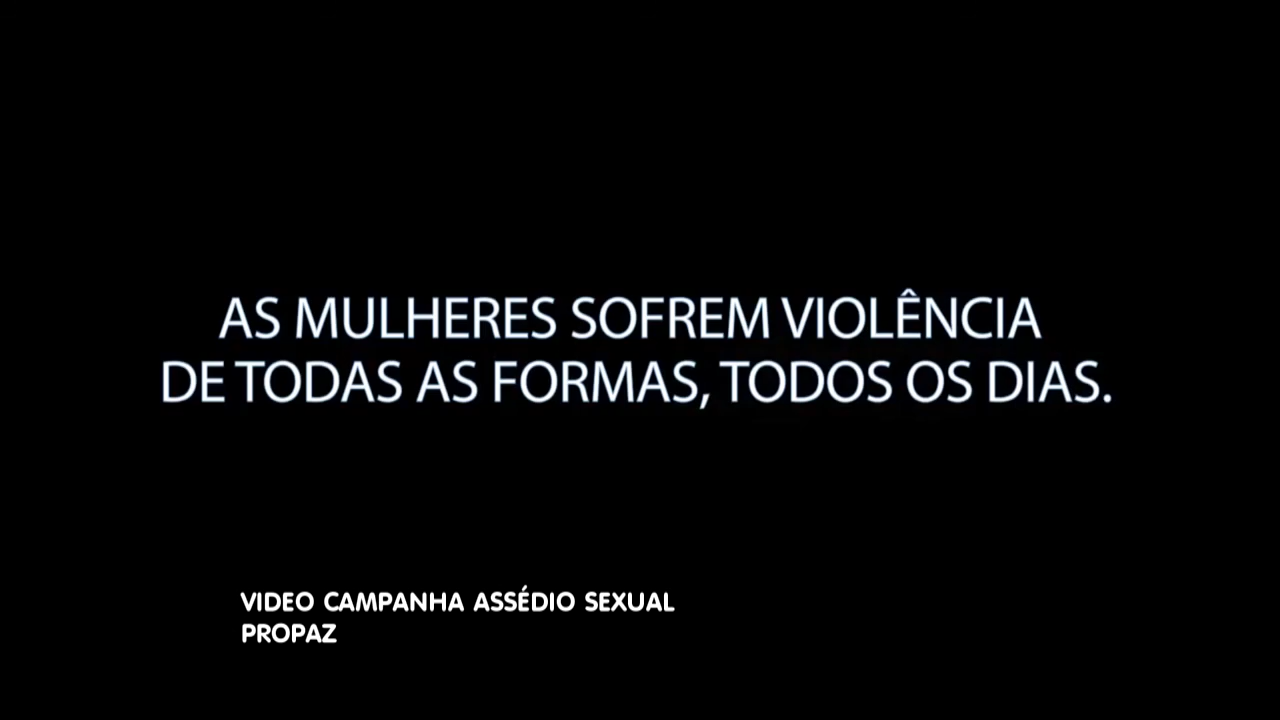 AS MULHERES SOFREM VIOLÊNCIA
DE TODAS AS FORMAS, TODOS OS DIAS.
VIDEO CAMPANHA ASSÉDIO SEXUAL
PROPAZ